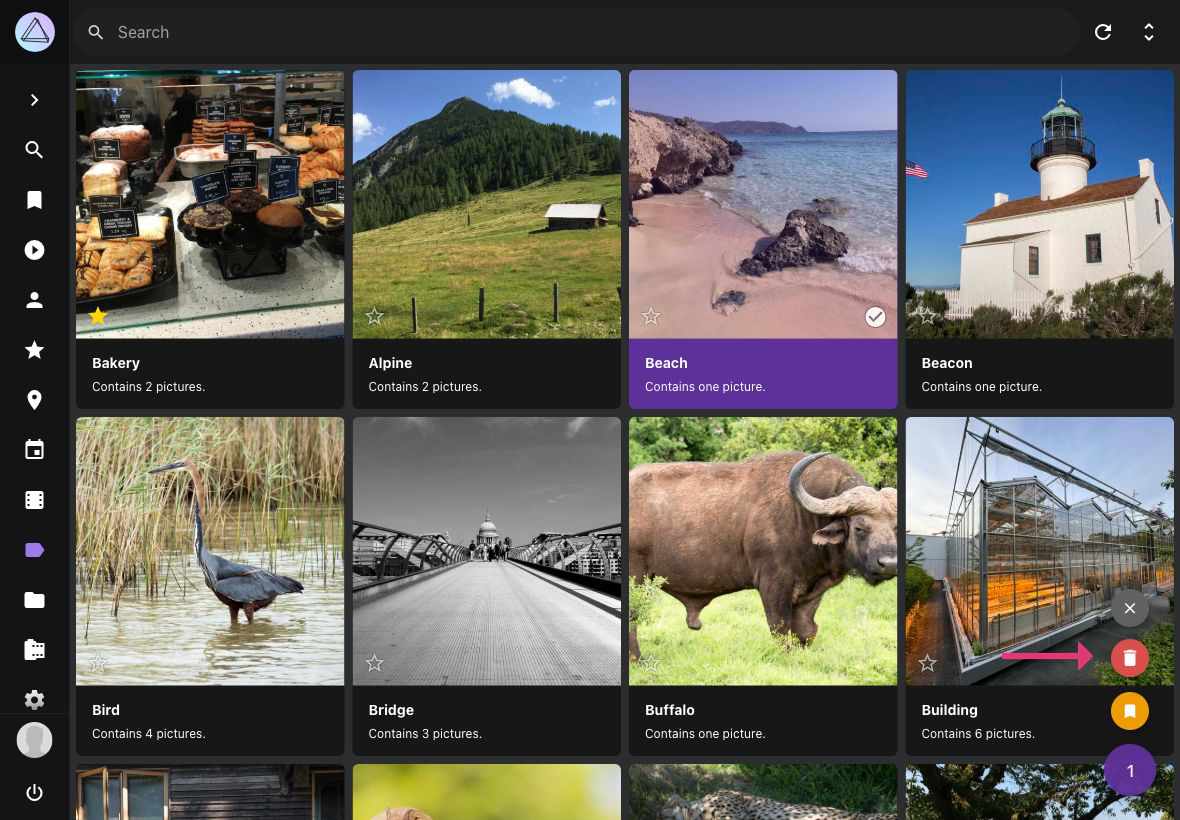 Search
Bakery
Contains 2 pictures.
Alpine
Contains 2 pictures.
Beach
Contains one picture.
Beacon
Contains one picture.
Bird
Contains 4 pictures.
Bridge
Contains 3 pictures.
Buffalo
Contains one picture.
Building
Contains 6 pictures.
1